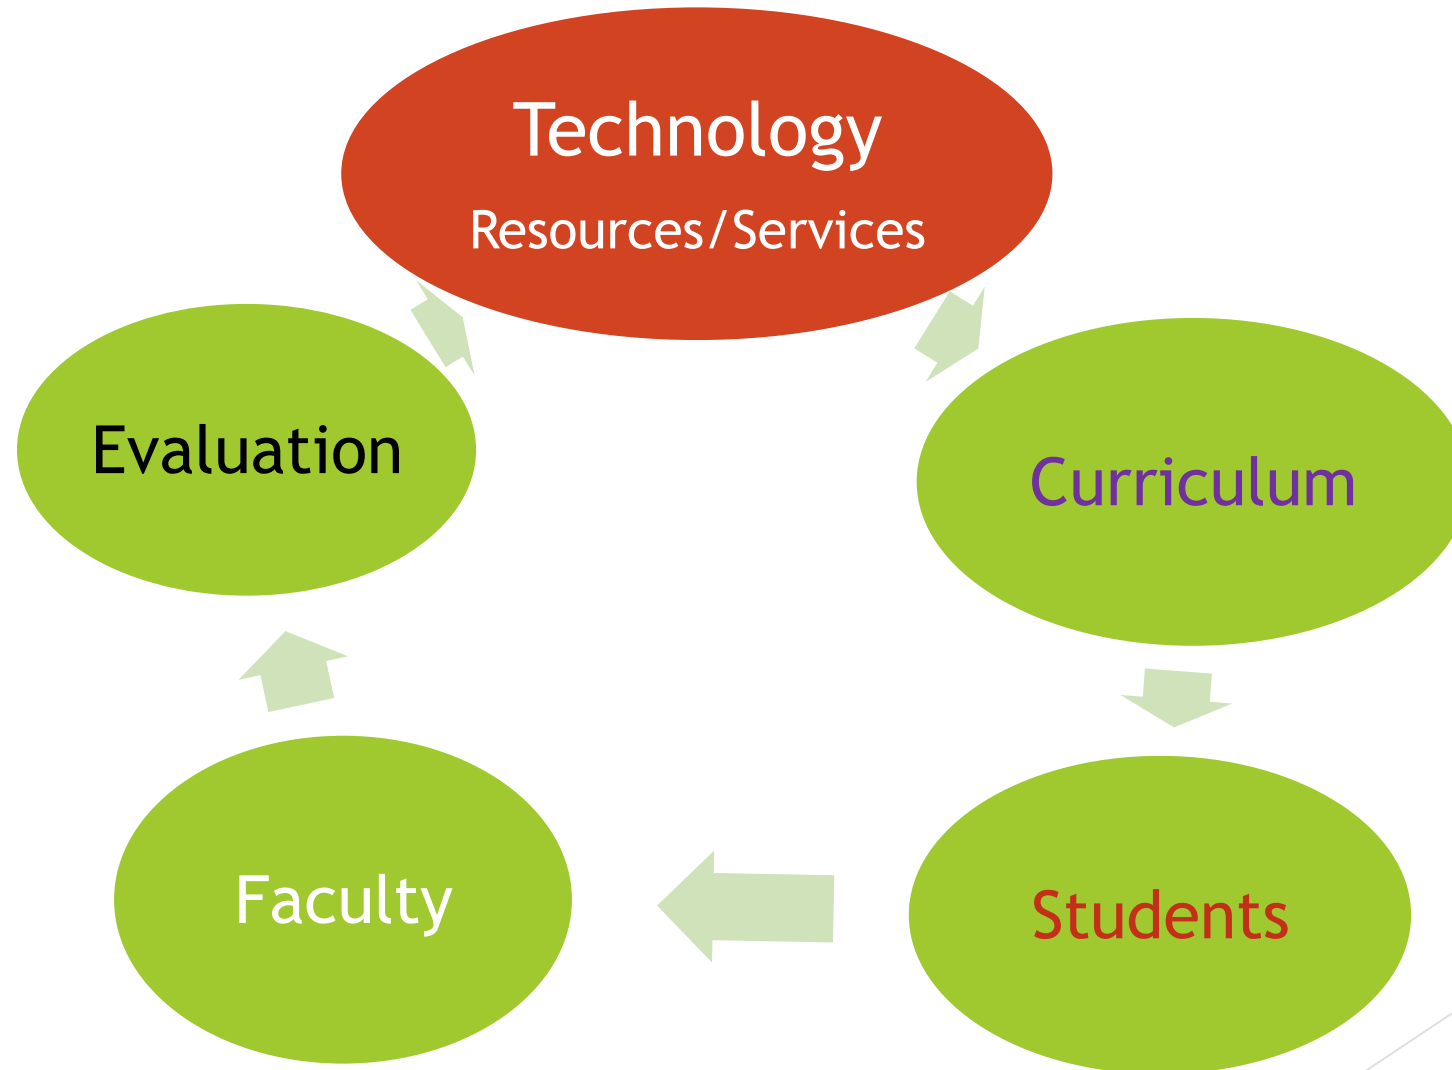 Technology
Resources/Services
Evaluation
Curriculum
Faculty
Students